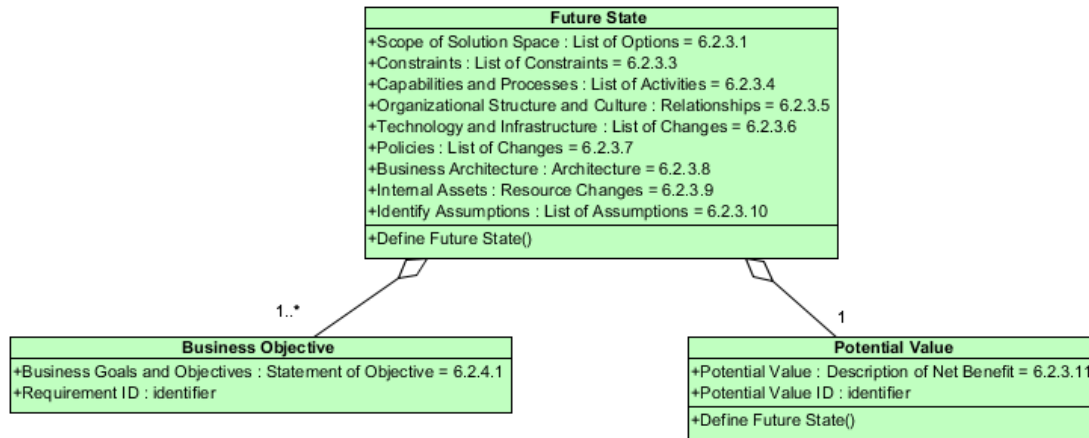 Future State
+Scope of Solution Space : List of Options = 6.2.3.1
+Constraints : List of Constraints = 6.2.3.3
+Capabilities and Processes : List of Activities = 6.2.3.4
+Organizational Structure and Culture : Relationships = 6.2.3.5
+Technology and Infrastructure : List of Changes = 6.2.3.6
+Policies : List of Changes = 6.2.3.7
+Business Architecture : Architecture = 6.2.3.8
+Internal Assets : Resource Changes = 6.2.3.9
+Identify Assumptions : List of Assumptions = 6.2.3.10
+Define Future State()
1..*
1
Business Objective
+Business Goals and Objectives : Statement of Objective = 6.2.4.1
+Requirement ID : identifier
Potential Value
+Potential Value : Description of Net Benefit = 6.2.3.11
+Potential Value ID : identifier
+Define Future State()